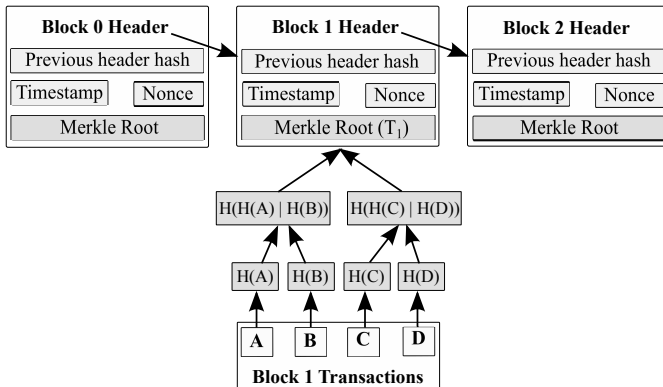 Block 0 Header
Previous header hash
Timestamp
Nonce
Merkle Root
Block 1 Header
Previous header hash
Timestamp
Nonce
Merkle Root (T₁)
Block 2 Header
Previous header hash
Timestamp
Nonce
Merkle Root
H(H(A) | H(B))
H(H(C) | H(D))
H(A)
H(B)
H(C)
H(D)
A
B
C
D
Block 1 Transactions